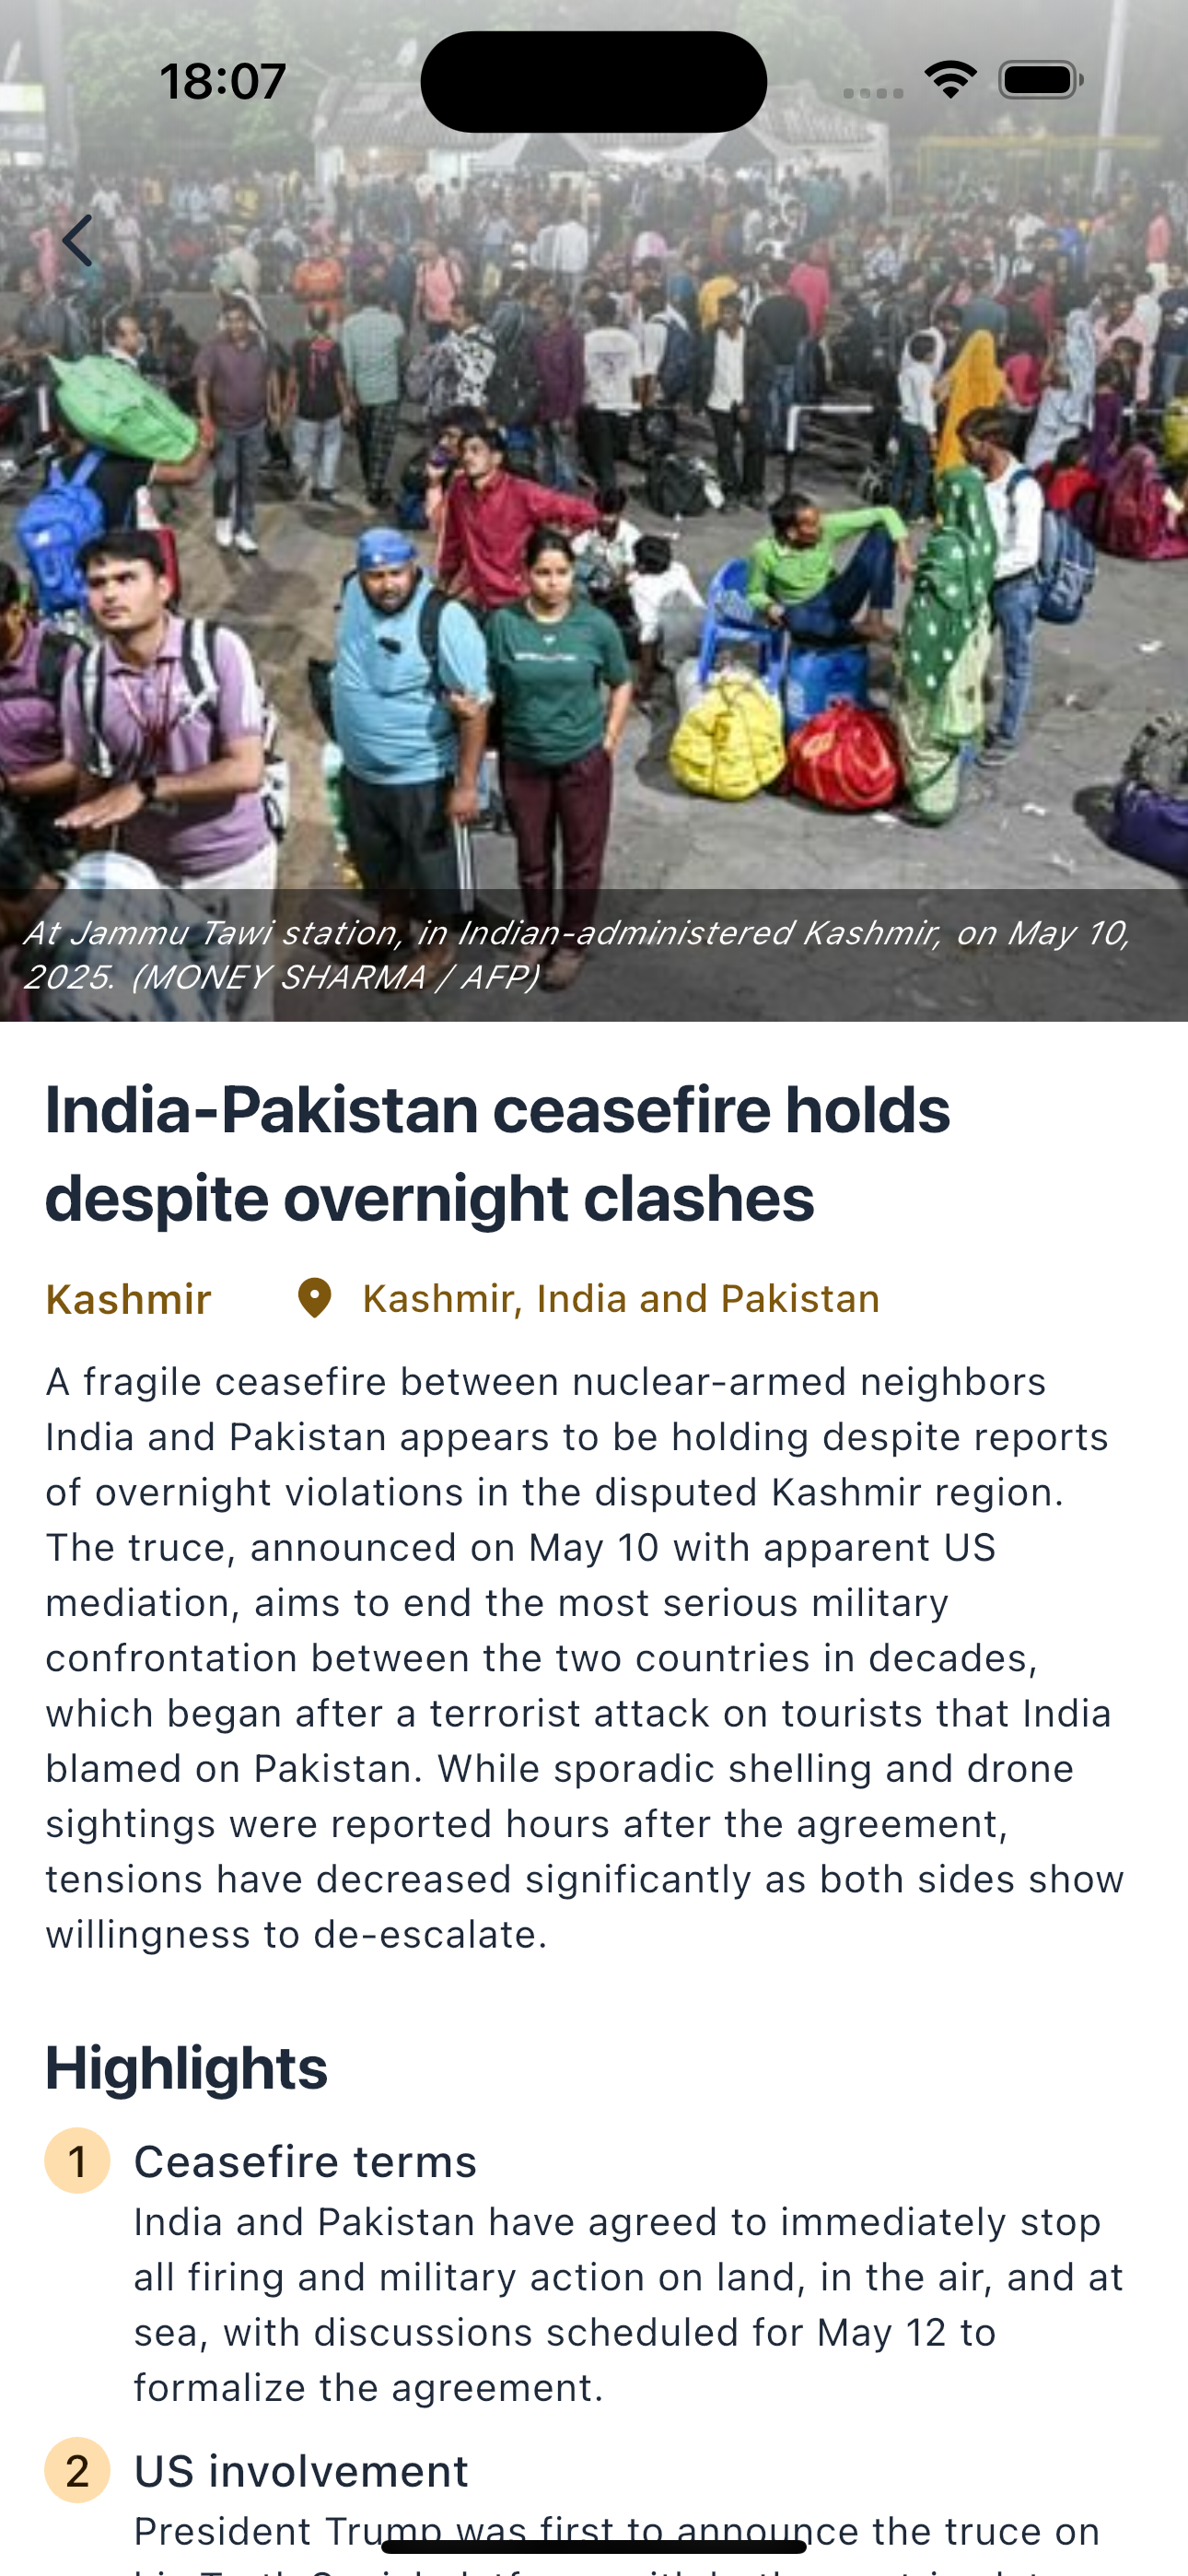 18:07
At Jammu Tawi station, in Indian-administered Kashmir, on May 10,
2025. (MONEY SHARMA / AFP)
India-Pakistan ceasefire holds
despite overnight clashes
Kashmir Kashmir, India and Pakistan
A fragile ceasefire between nuclear-armed neighbors
India and Pakistan appears to be holding despite reports
of overnight violations in the disputed Kashmir region.
The truce, announced on May 10 with apparent US
mediation, aims to end the most serious military
confrontation between the two countries in decades,
which began after a terrorist attack on tourists that India
blamed on Pakistan. While sporadic shelling and drone
sightings were reported hours after the agreement,
tensions have decreased significantly as both sides show
willingness to de-escalate.
Highlights
1 Ceasefire terms
India and Pakistan have agreed to immediately stop
all firing and military action on land, in the air, and at
sea, with discussions scheduled for May 12 to
formalize the agreement.
2 US involvement
President Trump was first to announce the truce on